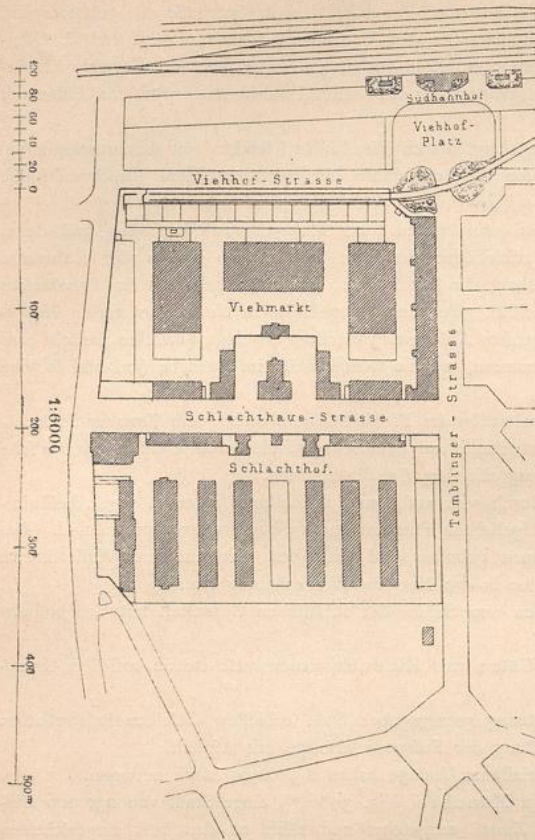 Südbahnhof
Viehhof-
Platz
Viehhof-Strasse
Viehmarkt
Schlachthaus-Strasse
Schlachthof.
Tamblinger - Strasse
1:6000
100
80
60
40
20
0
100
200
300
400
500m